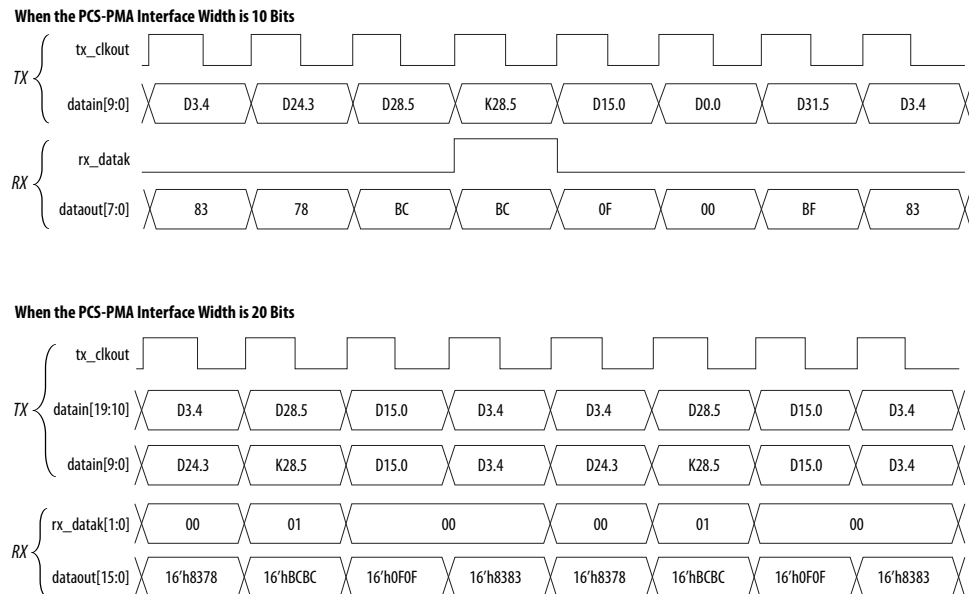 When the PCS-PMA Interface Width is 10 Bits
tx_clkout
TX
datain[9:0] D3.4 D24.3 D28.5 K28.5 D15.0 D0.0 D31.5 D3.4
rx_datak
RX
dataout[7:0] 83 78 BC BC 0F 00 BF 83
When the PCS-PMA Interface Width is 20 Bits
tx_clkout
TX
datain[19:10] D3.4 D28.5 D15.0 D3.4 D3.4 D28.5 D15.0 D3.4
datain[9:0] D24.3 K28.5 D15.0 D3.4 D24.3 K28.5 D15.0 D3.4
rx_datak[1:0] 00 01 00 00 01 00
RX
dataout[15:0] 16'h8378 16'hBCBC 16'h0F0F 16'h8383 16'h8378 16'hBCBC 16'h0F0F 16'h8383